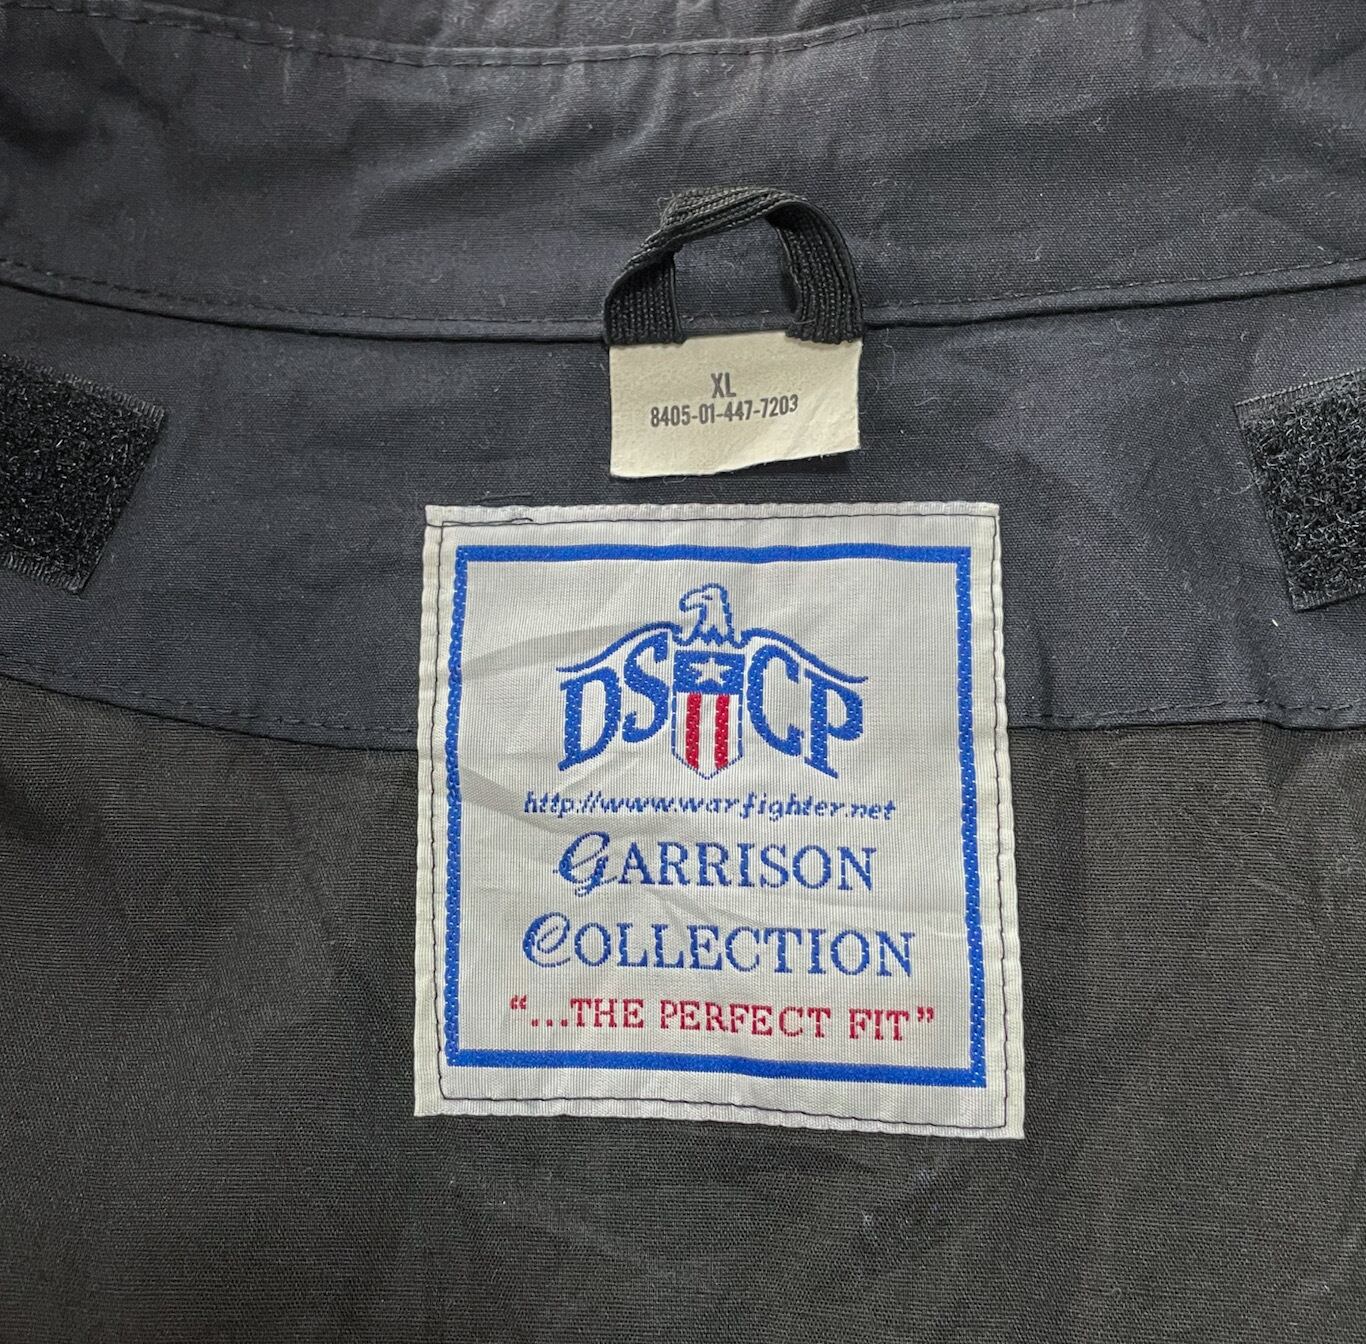 XL
8405-01-447-7203
DSCP
http://www.warfighter.net
GARRISON
COLLECTION
“...THE PERFECT FIT”